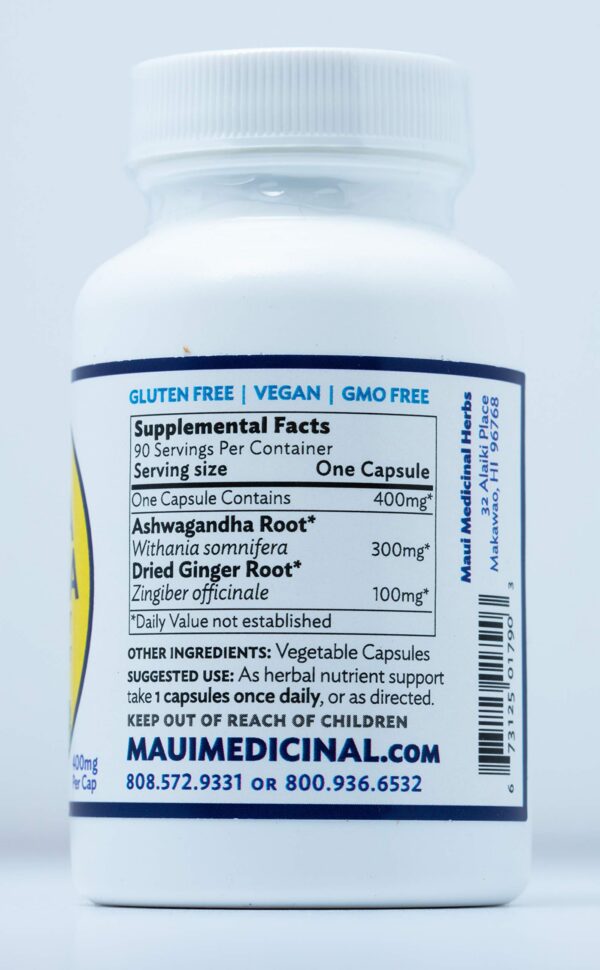 GLUTEN FREE | VEGAN | GMO FREE
Supplemental Facts
90 Servings Per Container
Serving size One Capsule
One Capsule Contains 400mg*
Ashwagandha Root*
Withania somnifera 300mg*
Dried Ginger Root*
Zingiber officinale 100mg*
*Daily Value not established
OTHER INGREDIENTS: Vegetable Capsules
SUGGESTED USE: As herbal nutrient support
take 1 capsules once daily, or as directed.
KEEP OUT OF REACH OF CHILDREN
MAUIMEDICINAL.COM
808.572.9331 OR 800.936.6532
Maui Medicinal Herbs
32 Alaiki Place
Makawao, HI 96768
6 73125 01790 3
A
400mg
Per Cap